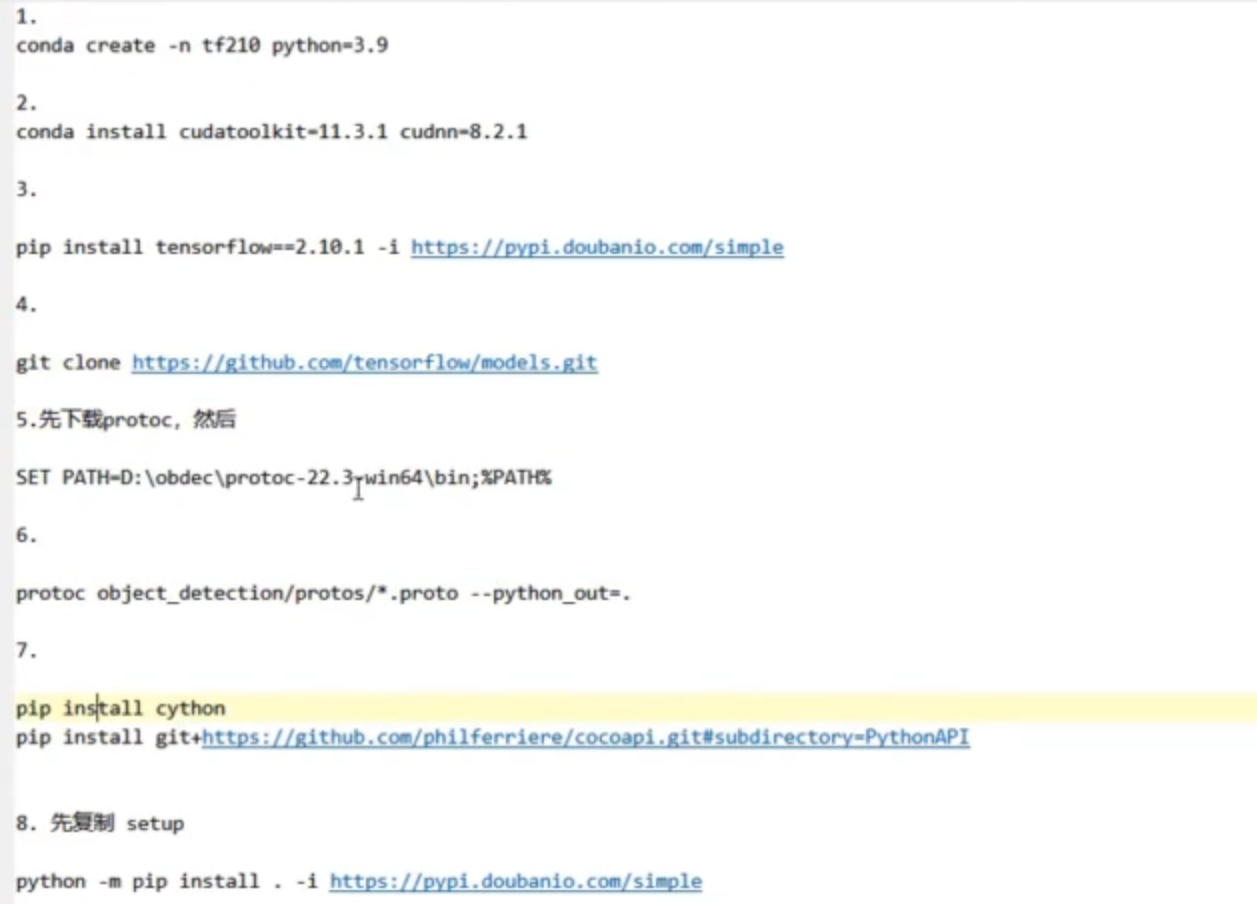 1.
conda create -n tf210 python=3.9
2.
conda install cudatoolkit=11.3.1 cudnn=8.2.1
3.
pip install tensorflow==2.10.1 -i https://pypi.doubanio.com/simple
4.
git clone https://github.com/tensorflow/models.git
5.先下载protoc，然后
SET PATH=D:\obdec\protoc-22.3-win64\bin;%PATH%
6.
protoc object_detection/protos/*.proto --python_out=.
7.
pip install cython
pip install git+https://github.com/philferriere/cocoapi.git#subdirectory=PythonAPI
8. 先复制 setup
python -m pip install . -i https://pypi.doubanio.com/simple